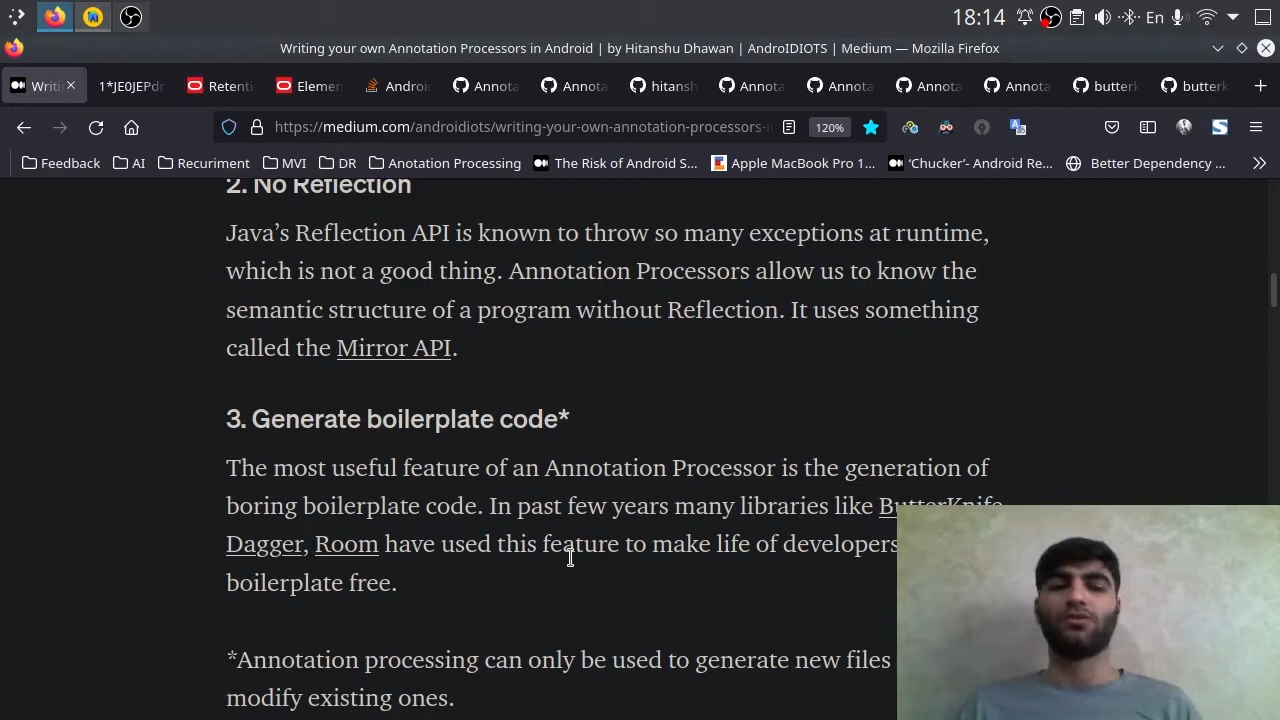 18:14
En
Writing your own Annotation Processors in Android | by Hitanshu Dhawan | AndroIDIOTS | Medium — Mozilla Firefox
Writi
1*JE0JEPd
Retenti
Elemen
Androi
Annota
Annota
hitansh
Annota
Annota
Annota
Annota
butterk
butterk
https://medium.com/androidiots/writing-your-own-annotation-processors-i
120%
Feedback
AI
Recruriment
MVI
DR
Anotation Processing
The Risk of Android S...
Apple MacBook Pro 1...
‘Chucker’- Android Re...
Better Dependency ...
2. No Reflection
Java’s Reflection API is known to throw so many exceptions at runtime,
which is not a good thing. Annotation Processors allow us to know the
semantic structure of a program without Reflection. It uses something
called the Mirror API.
3. Generate boilerplate code*
The most useful feature of an Annotation Processor is the generation of
boring boilerplate code. In past few years many libraries like ButterKnife
Dagger, Room have used this feature to make life of developers
boilerplate free.
*Annotation processing can only be used to generate new files
modify existing ones.